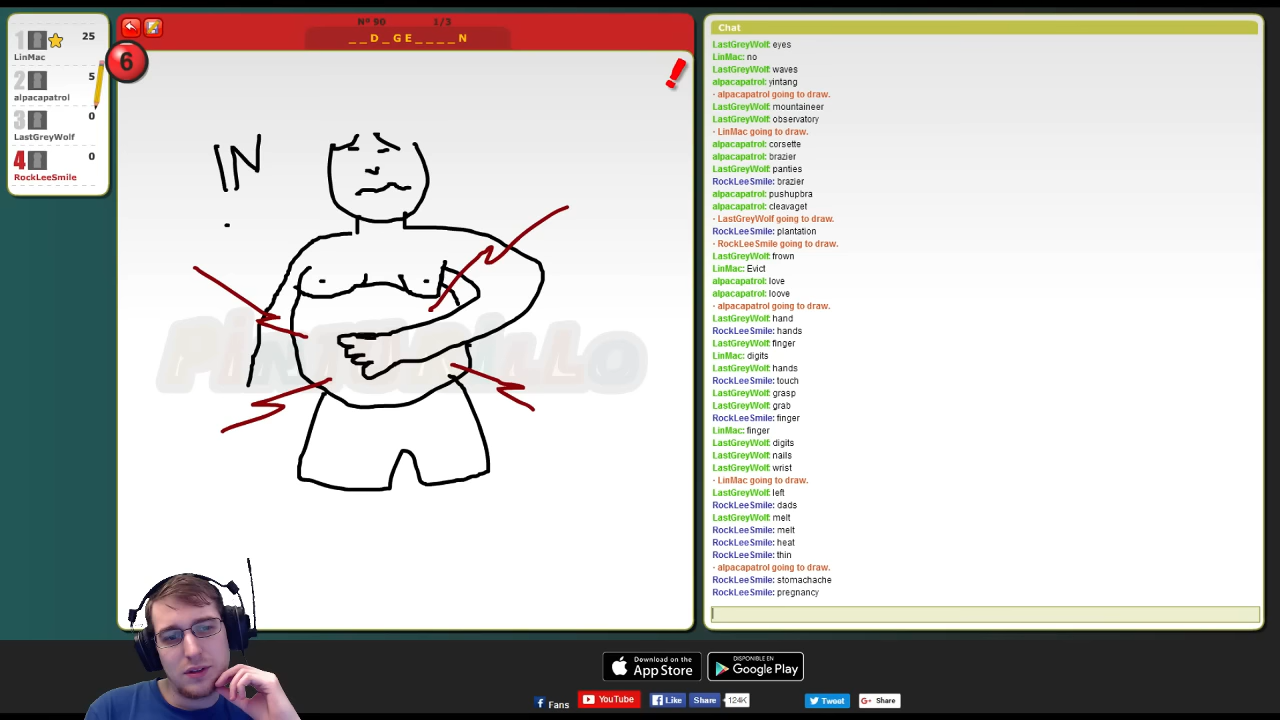 1 25
LinMac
2 5
alpacapatrol
3 0
LastGreyWolf
4 0
RockLeeSmile
6
Nº 90 1/3
_ _ D _ G E _ _ _ _ N
IN
Pinturillo
Chat
LastGreyWolf: eyes
LinMac: no
LastGreyWolf: waves
alpacapatrol: yintang
· alpacapatrol going to draw.
LastGreyWolf: mountaineer
LastGreyWolf: observatory
· LinMac going to draw.
alpacapatrol: corsette
alpacapatrol: brazier
LastGreyWolf: panties
RockLeeSmile: brazier
alpacapatrol: pushupbra
alpacapatrol: cleavaget
· LastGreyWolf going to draw.
RockLeeSmile: plantation
· RockLeeSmile going to draw.
LastGreyWolf: frown
LinMac: Evict
alpacapatrol: love
alpacapatrol: loove
· alpacapatrol going to draw.
LastGreyWolf: hand
RockLeeSmile: hands
LastGreyWolf: finger
LinMac: digits
LastGreyWolf: hands
RockLeeSmile: touch
LastGreyWolf: grasp
LastGreyWolf: grab
RockLeeSmile: finger
LinMac: finger
LastGreyWolf: digits
LastGreyWolf: nails
LastGreyWolf: wrist
· LinMac going to draw.
LastGreyWolf: left
RockLeeSmile: dads
LastGreyWolf: melt
RockLeeSmile: melt
RockLeeSmile: heat
RockLeeSmile: thin
· alpacapatrol going to draw.
RockLeeSmile: stomachache
RockLeeSmile: pregnancy
Download on the App Store
DISPONIBLE EN Google Play
Fans
YouTube
Like
Share
124K
Tweet
G+ Share